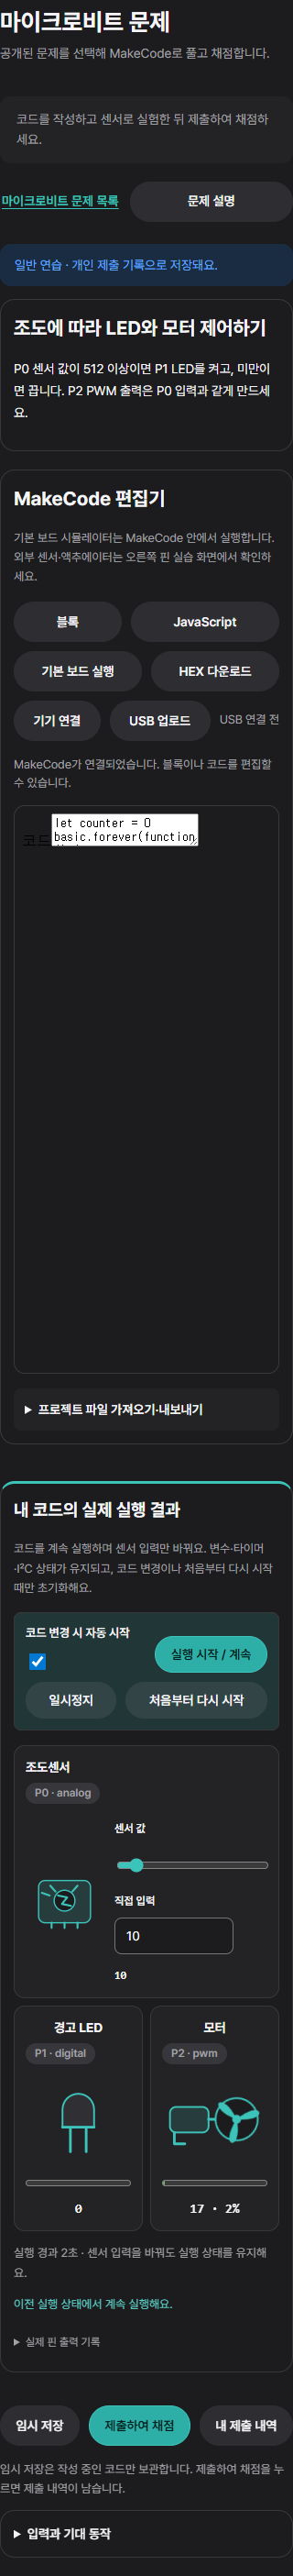 마이크로비트 문제
공개된 문제를 선택해 MakeCode로 풀고 채점합니다.
코드를 작성하고 센서로 실험한 뒤 제출하여 채점하
세요.
마이크로비트 문제 목록
문제 설명
일반 연습 · 개인 제출 기록으로 저장돼요.
조도에 따라 LED와 모터 제어하기
P0 센서 값이 512 이상이면 P1 LED를 켜고, 미만이
면 끕니다. P2 PWM 출력은 P0 입력과 같게 만드세
요.
MakeCode 편집기
기본 보드 시뮬레이터는 MakeCode 안에서 실행합니다.
외부 센서·액추에이터는 오른쪽 핀 실습 화면에서 확인하
세요.
블록
JavaScript
기본 보드 실행
HEX 다운로드
기기 연결
USB 업로드
USB 연결 전
MakeCode가 연결되었습니다. 블록이나 코드를 편집할
수 있습니다.
코드
let counter = 0
basic.forever(function
▶ 프로젝트 파일 가져오기·내보내기
내 코드의 실제 실행 결과
코드를 계속 실행하며 센서 입력만 바꿔요. 변수·타이머
·I²C 상태가 유지되고, 코드 변경이나 처음부터 다시 시작
때만 초기화해요.
코드 변경 시 자동 시작
실행 시작 / 계속
일시정지
처음부터 다시 시작
조도센서
P0 · analog
센서 값
직접 입력
10
10
경고 LED
P1 · digital
0
모터
P2 · pwm
17 · 2%
실행 경과 2초 · 센서 입력을 바꿔도 실행 상태를 유지해
요.
이전 실행 상태에서 계속 실행해요.
▶ 실제 핀 출력 기록
임시 저장
제출하여 채점
내 제출 내역
임시 저장은 작성 중인 코드만 보관합니다. 제출하여 채점을 누
르면 제출 내역이 남습니다.
▶ 입력과 기대 동작